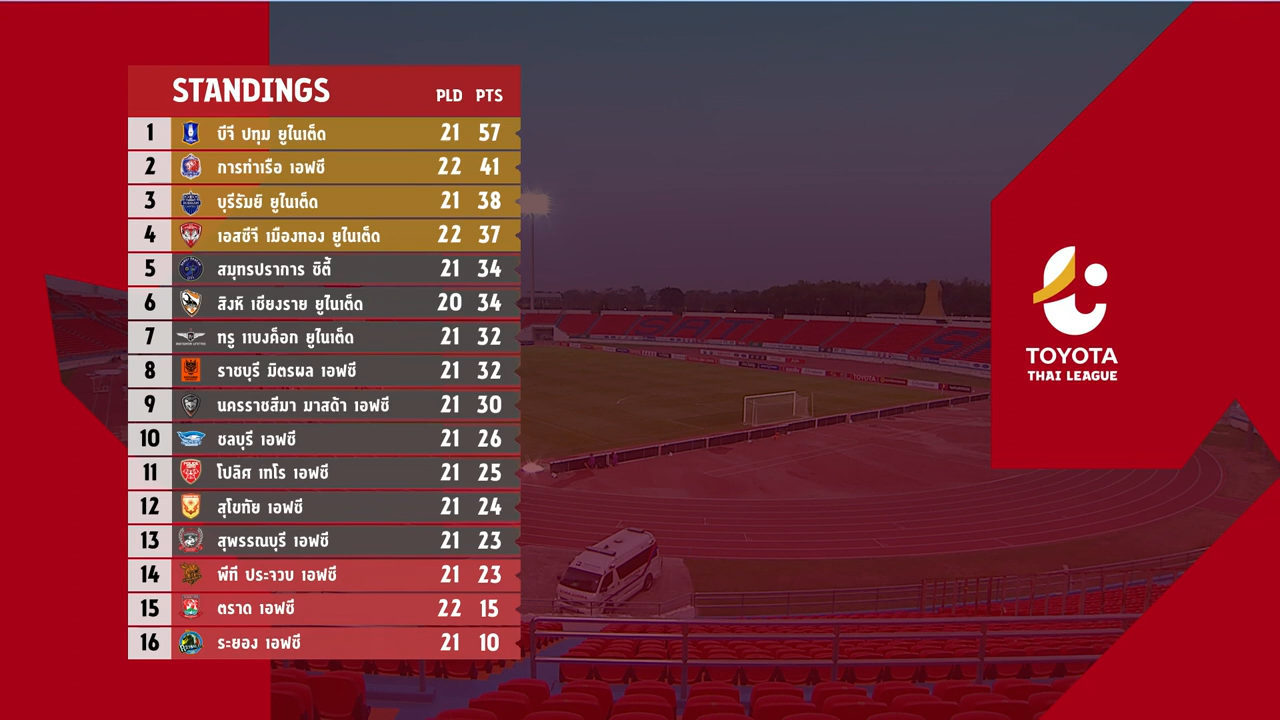 STANDINGS PLD PTS
1 บีจี ปทุม ยูไนเต็ด 21 57
2 การท่าเรือ เอฟซี 22 41
3 บุรีรัมย์ ยูไนเต็ด 21 38
4 เอสซีจี เมืองทอง ยูไนเต็ด 22 37
5 สมุทรปราการ ซิตี้ 21 34
6 สิงห์ เชียงราย ยูไนเต็ด 20 34
7 ทรู แบงค็อก ยูไนเต็ด 21 32
8 ราชบุรี มิตรผล เอฟซี 21 32
9 นครราชสีมา มาสด้า เอฟซี 21 30
10 ชลบุรี เอฟซี 21 26
11 โปลิศ เทโร เอฟซี 21 25
12 สุโขทัย เอฟซี 21 24
13 สุพรรณบุรี เอฟซี 21 23
14 พีที ประจวบ เอฟซี 21 23
15 ตราด เอฟซี 22 15
16 ระยอง เอฟซี 21 10
SAT
TOYOTA
TOYOTA
THAI LEAGUE